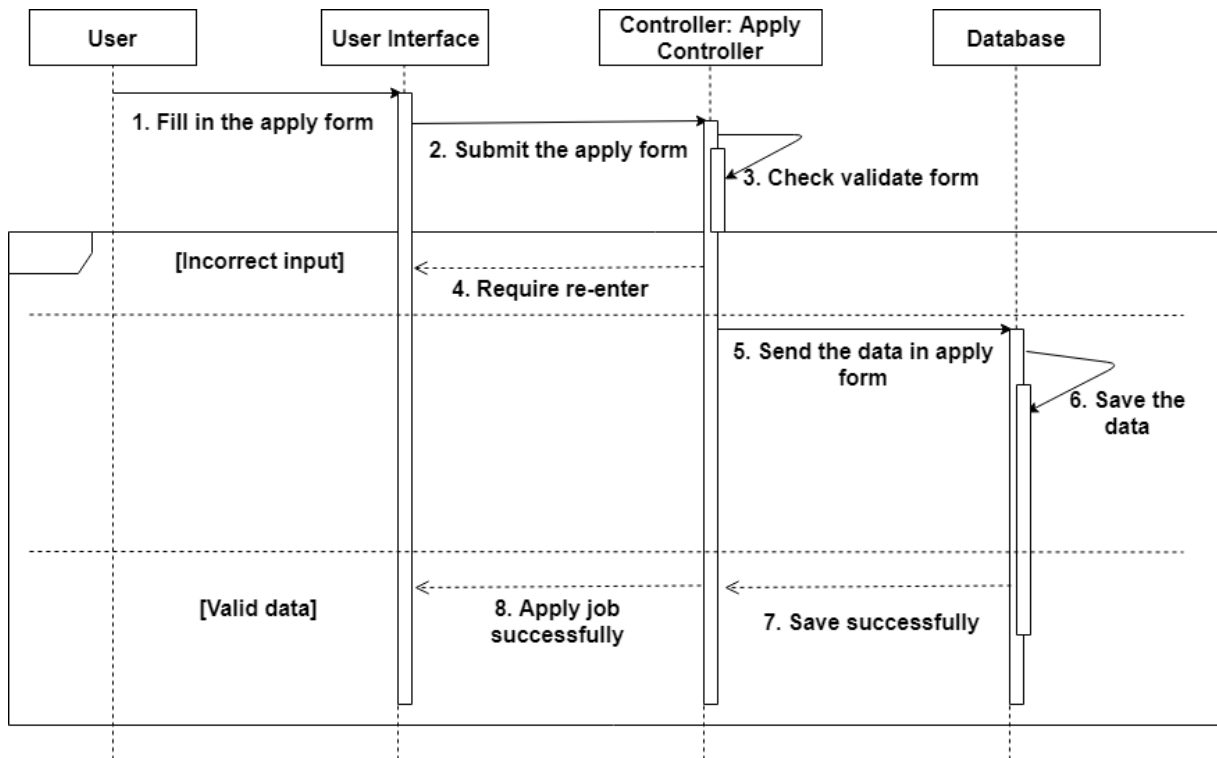 User
User Interface
Controller: Apply
Controller
Database
1. Fill in the apply form
2. Submit the apply form
3. Check validate form
[Incorrect input]
4. Require re-enter
5. Send the data in apply
form
6. Save the
data
[Valid data]
8. Apply job
successfully
7. Save successfully